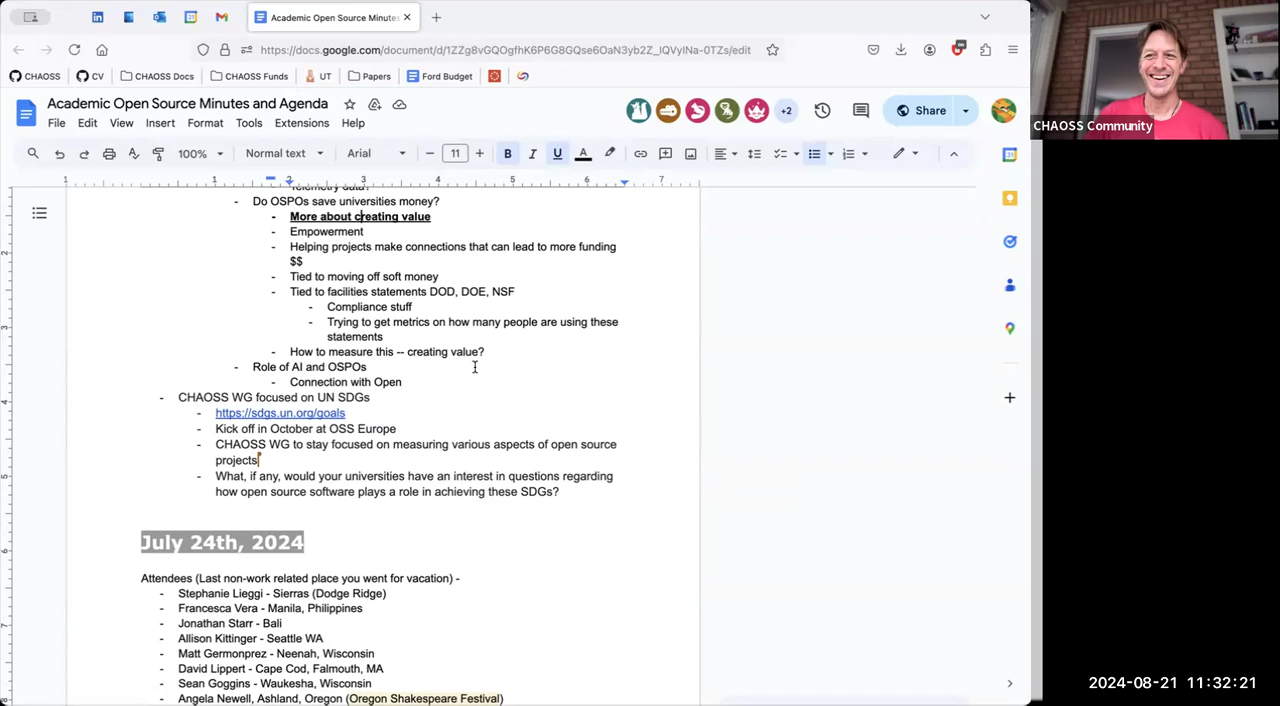 Academic Open Source Minutes
https://docs.google.com/document/d/1ZZg8vGQOgfhK6P6G8GQse6OaN3yb2Z_IQVyINa-0TZs/edit
CHAOSS CV CHAOSS Docs CHAOSS Funds UT Papers Ford Budget
Academic Open Source Minutes and Agenda
+2
Share
File Edit View Insert Format Data Tools Extensions Help
100% Normal text Arial 11 B I U A
1 1 2 3 4 5 6 7
Telemetry data?
- Do OSPOs save universities money?
- More about creating value
- Empowerment
- Helping projects make connections that can lead to more funding
$$
- Tied to moving off soft money
- Tied to facilities statements DOD, DOE, NSF
- Compliance stuff
- Trying to get metrics on how many people are using these
statements
- How to measure this -- creating value?
- Role of AI and OSPOs
- Connection with Open
- CHAOSS WG focused on UN SDGs
- https://sdgs.un.org/goals
- Kick off in October at OSS Europe
- CHAOSS WG to stay focused on measuring various aspects of open source
projects
- What, if any, would your universities have an interest in questions regarding
how open source software plays a role in achieving these SDGs?
July 24th, 2024
Attendees (Last non-work related place you went for vacation) -
- Stephanie Lieggi - Sierras (Dodge Ridge)
- Francesca Vera - Manila, Philippines
- Jonathan Starr - Bali
- Allison Kittinger - Seattle WA
- Matt Germonprez - Neenah, Wisconsin
- David Lippert - Cape Cod, Falmouth, MA
- Sean Goggins - Waukesha, Wisconsin
- Angela Newell, Ashland, Oregon (Oregon Shakespeare Festival)
CHAOSS Community
2024-08-21 11:32:21